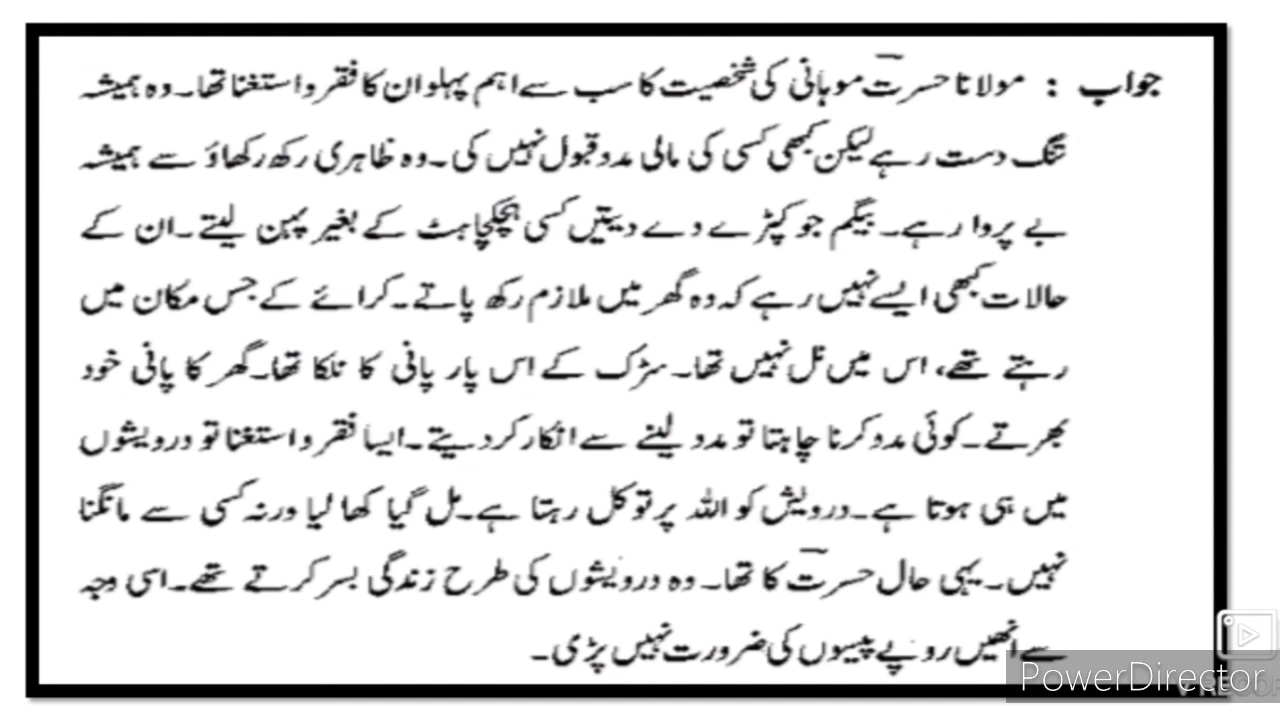 جواب : مولانا حسرتؔ موہانی کی شخصیت کا سب سے اہم پہلو ان کا فقر و استغنا تھا۔ وہ ہمیشہ
تنگ دست رہے لیکن کبھی کسی کی مالی مدد قبول نہیں کی۔ وہ ظاہری رکھ رکھاؤ سے ہمیشہ
بے پروا رہے۔ بیگم جو کپڑے دے دیتیں کسی ہچکچاہٹ کے بغیر پہن لیتے۔ ان کے
حالات کبھی ایسے نہیں رہے کہ وہ گھر میں ملازم رکھ پاتے۔ کرائے کے جس مکان میں
رہتے تھے، اس میں نل نہیں تھا۔ سڑک کے اس پار پانی کا نلکا تھا۔ گھر کا پانی خود
بھرتے۔ کوئی مدد کرنا چاہتا تو مدد لینے سے انکار کر دیتے۔ ایسا فقر و استغنا تو درویشوں
میں ہی ہوتا ہے۔ درویش کو اللہ پر توکل رہتا ہے۔ مل گیا کھا لیا ورنہ کسی سے مانگنا
نہیں۔ یہی حال حسرتؔ کا تھا۔ وہ درویشوں کی طرح زندگی بسر کرتے تھے۔ اسی وجہ
سے انھیں روپے پیسوں کی ضرورت نہیں پڑی۔
PowerDirector